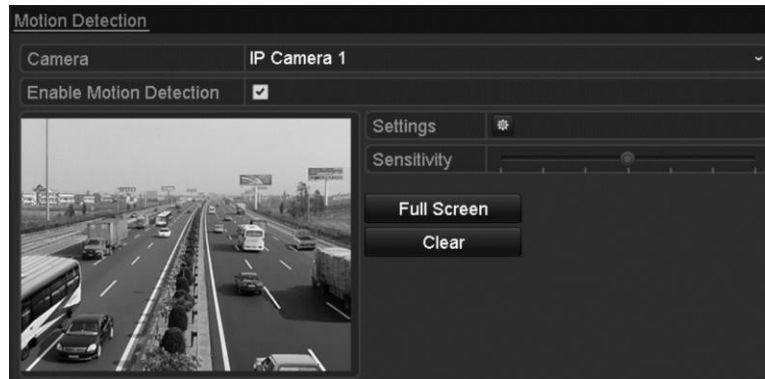 Motion Detection
Camera
IP Camera 1
Enable Motion Detection
Settings
Sensitivity
Full Screen
Clear